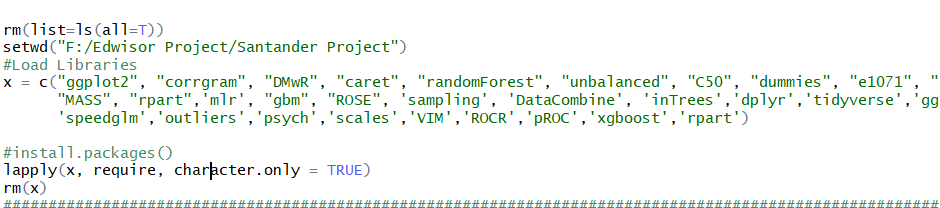 rm(list=ls(all=T))
setwd("F:/Edwisor Project/Santander Project")
#Load Libraries
x = c("ggplot2", "corrgram", "DMwR", "caret", "randomForest", "unbalanced", "C50", "dummies", "e1071", "
"MASS", "rpart",'mlr', "gbm", "ROSE", 'sampling', 'DataCombine', 'inTrees','dplyr','tidyverse','gg
'speedglm','outliers','psych','scales','VIM','ROCR','pROC','xgboost','rpart')
#install.packages()
lapply(x, require, character.only = TRUE)
rm(x)
########################################################################################################